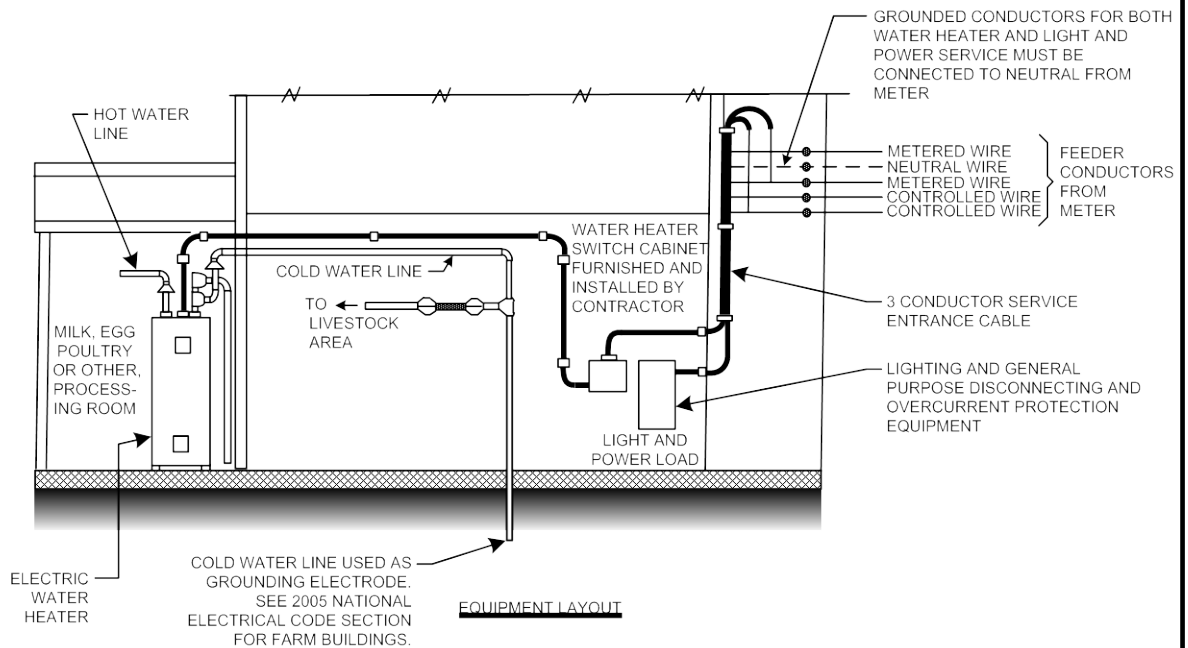 GROUNDED CONDUCTORS FOR BOTH
WATER HEATER AND LIGHT AND
POWER SERVICE MUST BE
CONNECTED TO NEUTRAL FROM
METER
HOT WATER
LINE
METERED WIRE
NEUTRAL WIRE
METERED WIRE
CONTROLLED WIRE
CONTROLLED WIRE
FEEDER
CONDUCTORS
FROM
METER
WATER HEATER
SWITCH CABINET
FURNISHED AND
INSTALLED BY
CONTRACTOR
COLD WATER LINE
TO
LIVESTOCK
AREA
3 CONDUCTOR SERVICE
ENTRANCE CABLE
MILK, EGG
POULTRY
OR OTHER,
PROCESS-
ING ROOM
LIGHTING AND GENERAL
PURPOSE DISCONNECTING AND
OVERCURRENT PROTECTION
EQUIPMENT
LIGHT AND
POWER LOAD
ELECTRIC
WATER
HEATER
COLD WATER LINE USED AS
GROUNDING ELECTRODE.
SEE 2005 NATIONAL
ELECTRICAL CODE SECTION
FOR FARM BUILDINGS.
EQUIPMENT LAYOUT